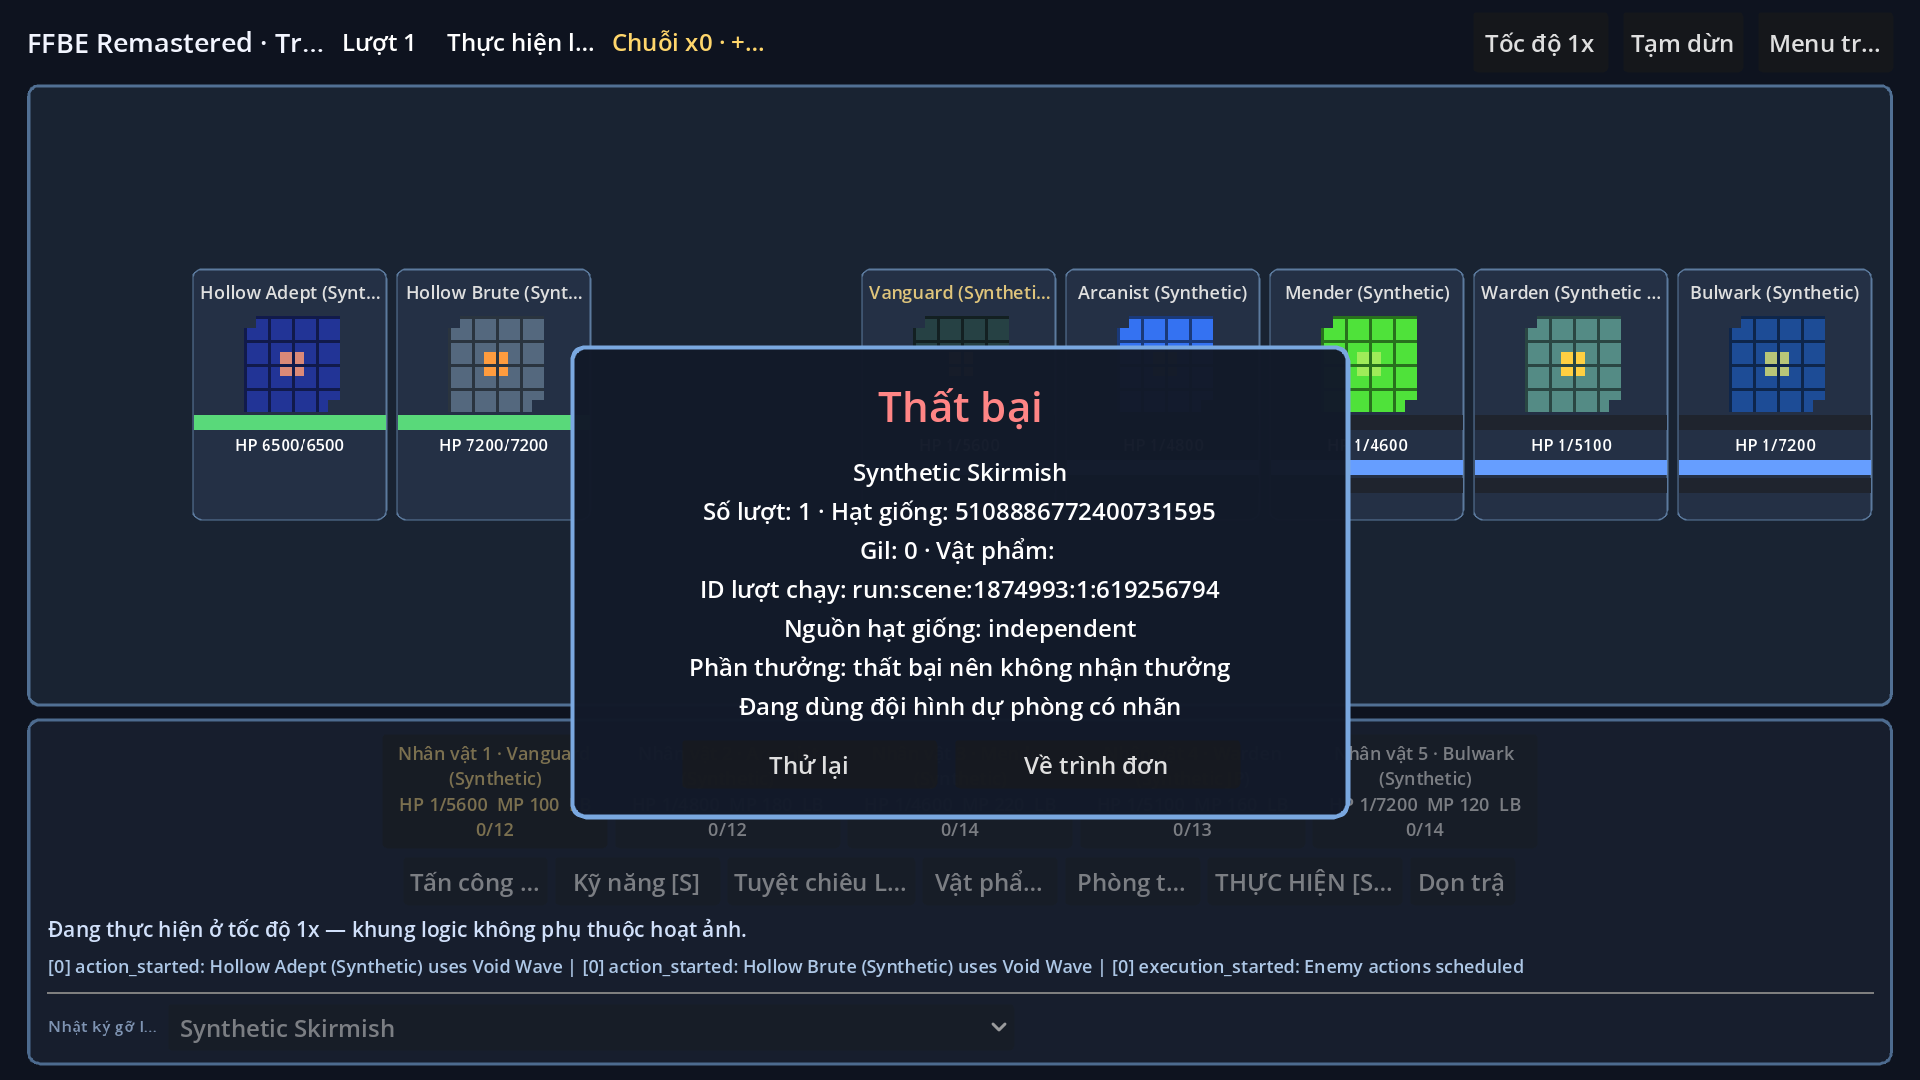 FFBE Remastered · Tr...
Lượt 1
Thực hiện l...
Chuỗi x0 · +...
Tốc độ 1x
Tạm dừn
Menu tr...
Hollow Adept (Synt...
Hollow Brute (Synt...
Vanguard (Syntheti...
Arcanist (Synthetic)
Mender (Synthetic)
Warden (Synthetic ...
Bulwark (Synthetic)
HP 6500/6500
HP 7200/7200
HP 1/5600
HP 1/4800
HP 1/4600
HP 1/5100
HP 1/7200
Thất bại
Synthetic Skirmish
Số lượt: 1 · Hạt giống: 5108886772400731595
Gil: 0 · Vật phẩm:
ID lượt chạy: run:scene:1874993:1:619256794
Nguồn hạt giống: independent
Phần thưởng: thất bại nên không nhận thưởng
Đang dùng đội hình dự phòng có nhãn
Thử lại
Về trình đơn
Nhân vật 1 · Vangua
(Synthetic)
HP 1/5600 MP 100
0/12
0/12
0/14
0/13
hân vật 5 · Bulwark
(Synthetic)
1/7200 MP 120 LB
0/14
Tấn công ...
Kỹ năng [S]
Tuyệt chiêu L...
Vật phẩ...
Phòng t...
THỰC HIỆN [S...
Dọn trậ
Đang thực hiện ở tốc độ 1x — khung logic không phụ thuộc hoạt ảnh.
[0] action_started: Hollow Adept (Synthetic) uses Void Wave | [0] action_started: Hollow Brute (Synthetic) uses Void Wave | [0] execution_started: Enemy actions scheduled
Nhật ký gỡ l...
Synthetic Skirmish